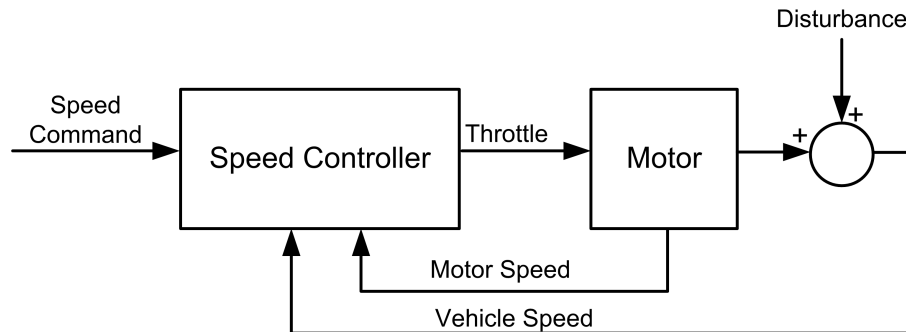 Disturbance
Speed
Command
Speed Controller
Throttle
Motor
+
+
Motor Speed
Vehicle Speed